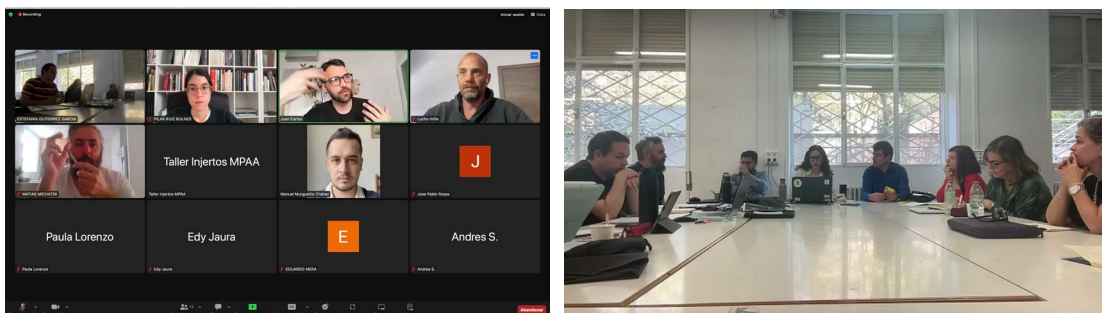 Recording
Iniciar sesión
Vista
ESTEFANIA GUTIERREZ GARCIA
PILAR RUIZ BULNES
Juan Carlos
Lucho Intile
MATIAS MICHATEK
Taller Injertos MPAA
Taller Injertos MPAA
Manuel Murguetio Chávez
J
Jose Pablo Rosas
Paula Lorenzo
Paula Lorenzo
Edy Jaura
Edy Jaura
E
EDUARDO MERA
Andres S.
Andres S.
Abandonar